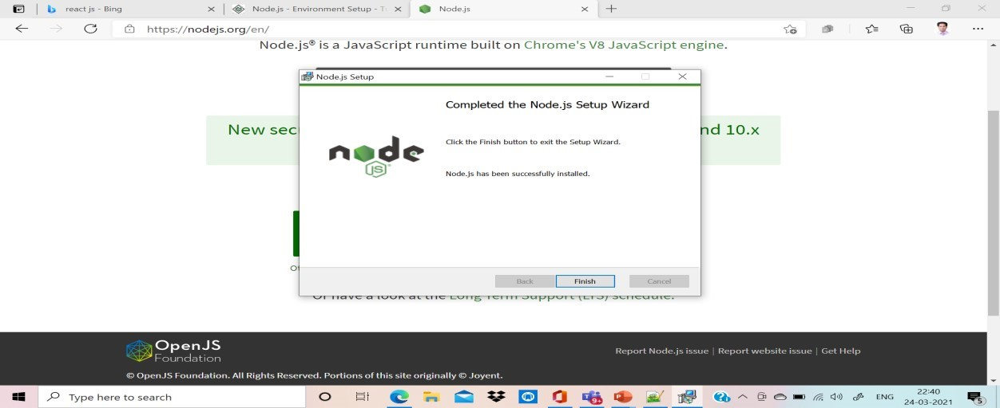 react js - Bing
Node.js - Environment Setup - T
Node.js
https://nodejs.org/en/
Node.js® is a JavaScript runtime built on Chrome's V8 JavaScript engine.
Node.js Setup
Completed the Node.js Setup Wizard
New sec
nd 10.x
Click the Finish button to exit the Setup Wizard.
node
JS
Node.js has been successfully installed.
Back
Finish
Cancel
Or have a look at the Long Term Support (LTS) schedule.
OpenJS
Foundation
Report Node.js issue | Report website issue | Get Help
© OpenJS Foundation. All Rights Reserved. Portions of this site originally © Joyent.
Type here to search
9+
ENG
22:40
24-03-2021
5